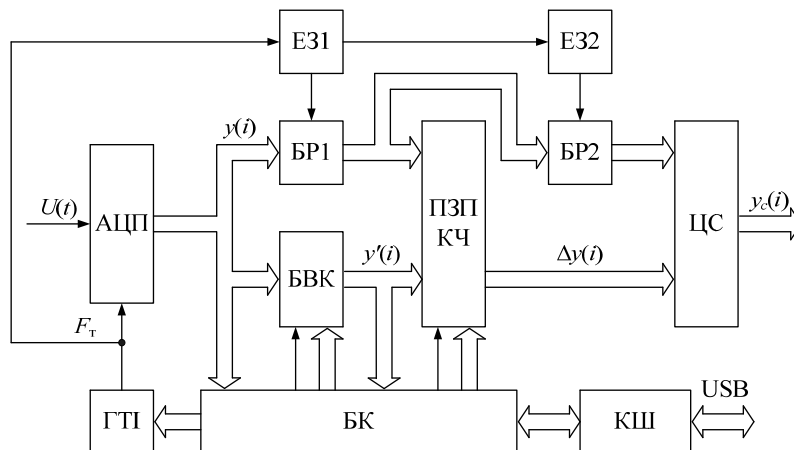 ЕЗ1
ЕЗ2
y(i)
БР1
БР2
U(t)
АЦП
ПЗП
КЧ
ЦС
yc(i)
БВК
y′(i)
Δy(i)
Fт
ГТІ
БК
КШ
USB